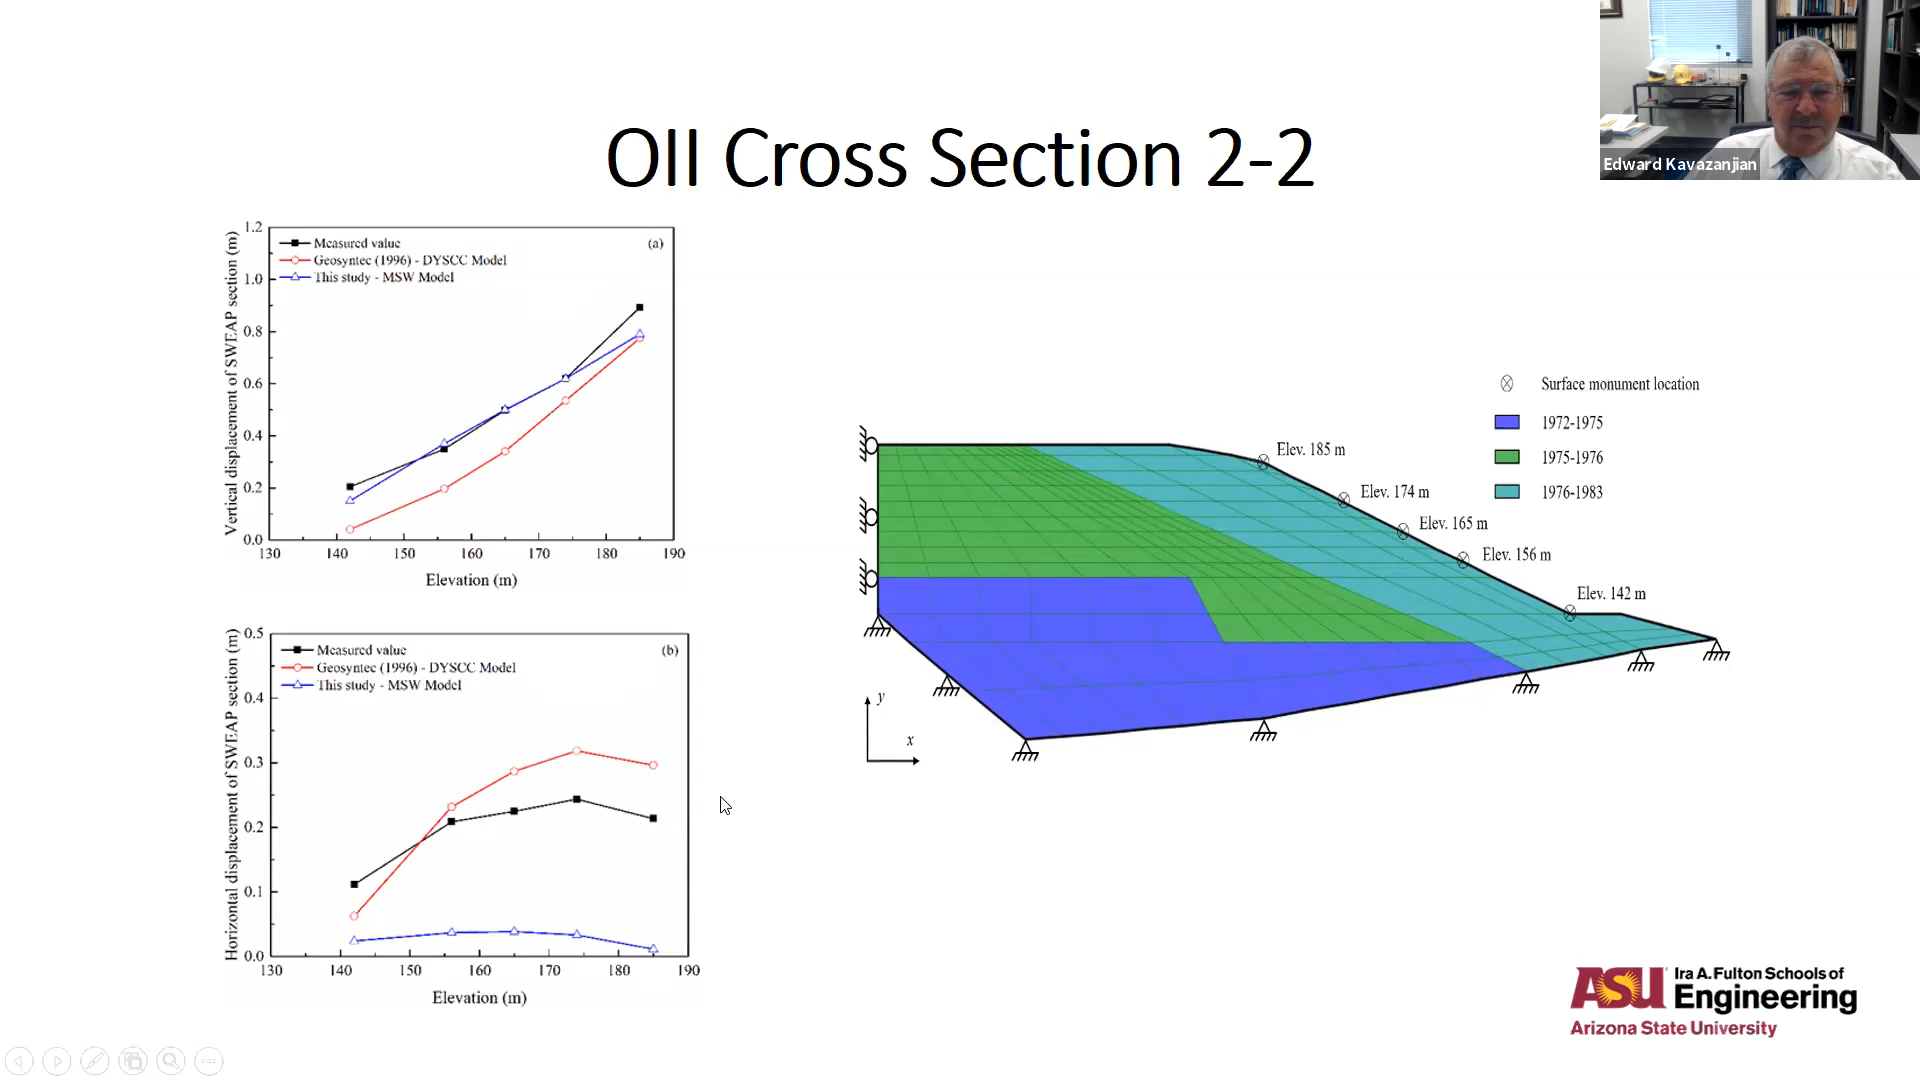 Edward Kavazanjian
OII Cross Section 2-2
Vertical displacement of SWEAP section (m)
1.2
1.0
0.8
0.6
0.4
0.2
0.0
Measured value
Geosyntec (1996) - DYSCC Model
This study - MSW Model
(a)
130 140 150 160 170 180 190
Elevation (m)
Horizontal displacement of SWEAP section (m)
0.5
0.4
0.3
0.2
0.1
0.0
Measured value
Geosyntec (1996) - DYSCC Model
This study - MSW Model
(b)
130 140 150 160 170 180 190
Elevation (m)
Surface monument location
1972-1975
1975-1976
1976-1983
Elev. 185 m
Elev. 174 m
Elev. 165 m
Elev. 156 m
Elev. 142 m
y
x
ASU Ira A. Fulton Schools of
Engineering
Arizona State University